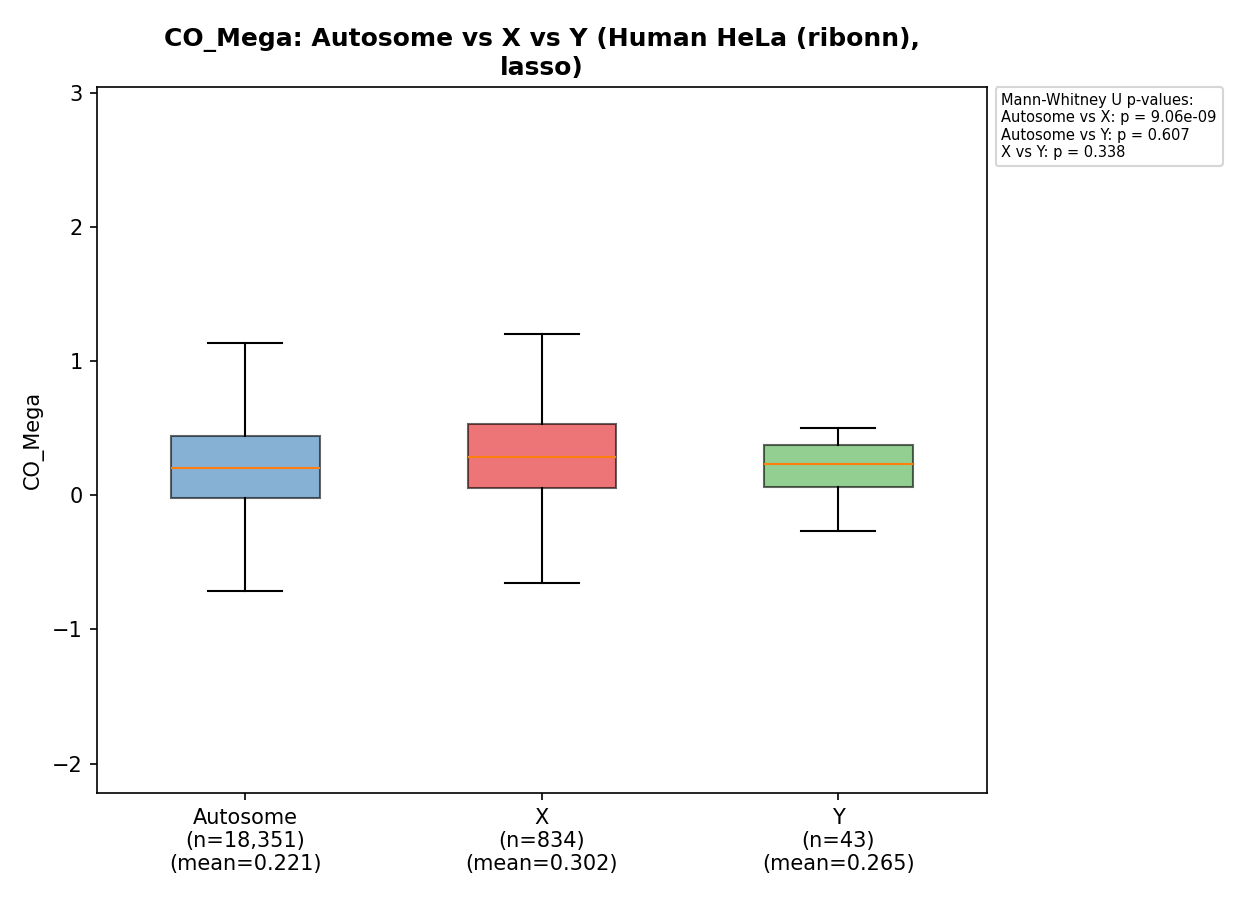 CO_Mega: Autosome vs X vs Y (Human HeLa (ribonn),
lasso)
Mann-Whitney U p-values:
Autosome vs X: p = 9.06e-09
Autosome vs Y: p = 0.607
X vs Y: p = 0.338
CO_Mega
3
2
1
0
−1
−2
Autosome
(n=18,351)
(mean=0.221)
X
(n=834)
(mean=0.302)
Y
(n=43)
(mean=0.265)